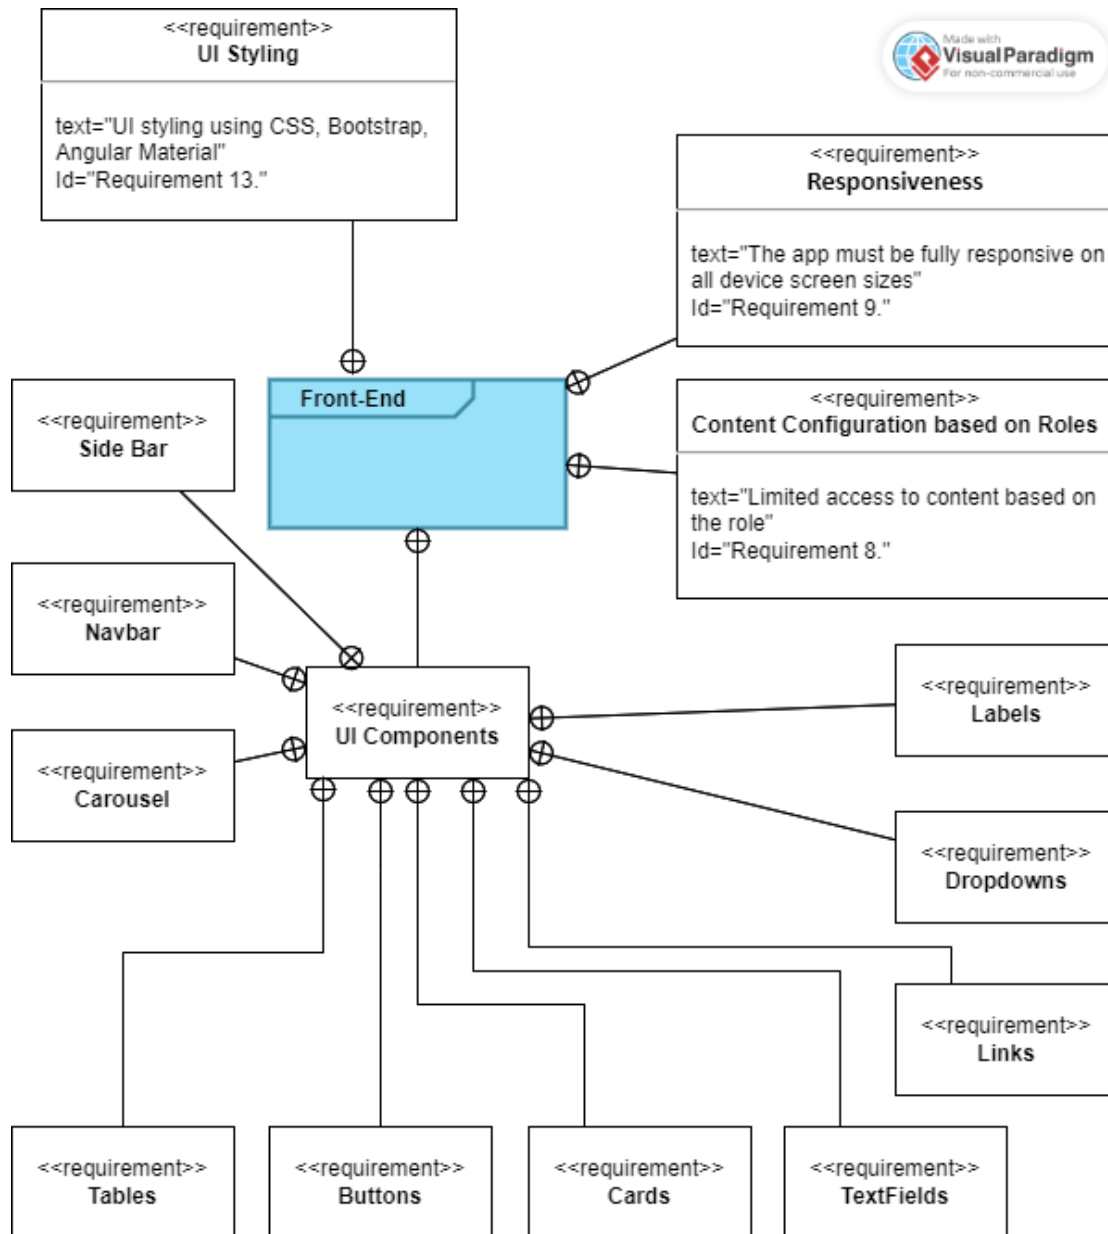 <<requirement>>
UI Styling
text="UI styling using CSS, Bootstrap,
Angular Material"
Id="Requirement 13."
Made with
Visual Paradigm
For non-commercial use
<<requirement>>
Responsiveness
text="The app must be fully responsive on
all device screen sizes"
Id="Requirement 9."
Front-End
<<requirement>>
Side Bar
<<requirement>>
Content Configuration based on Roles
text="Limited access to content based on
the role"
Id="Requirement 8."
<<requirement>>
Navbar
<<requirement>>
UI Components
<<requirement>>
Labels
<<requirement>>
Carousel
<<requirement>>
Dropdowns
<<requirement>>
Links
<<requirement>>
Tables
<<requirement>>
Buttons
<<requirement>>
Cards
<<requirement>>
TextFields